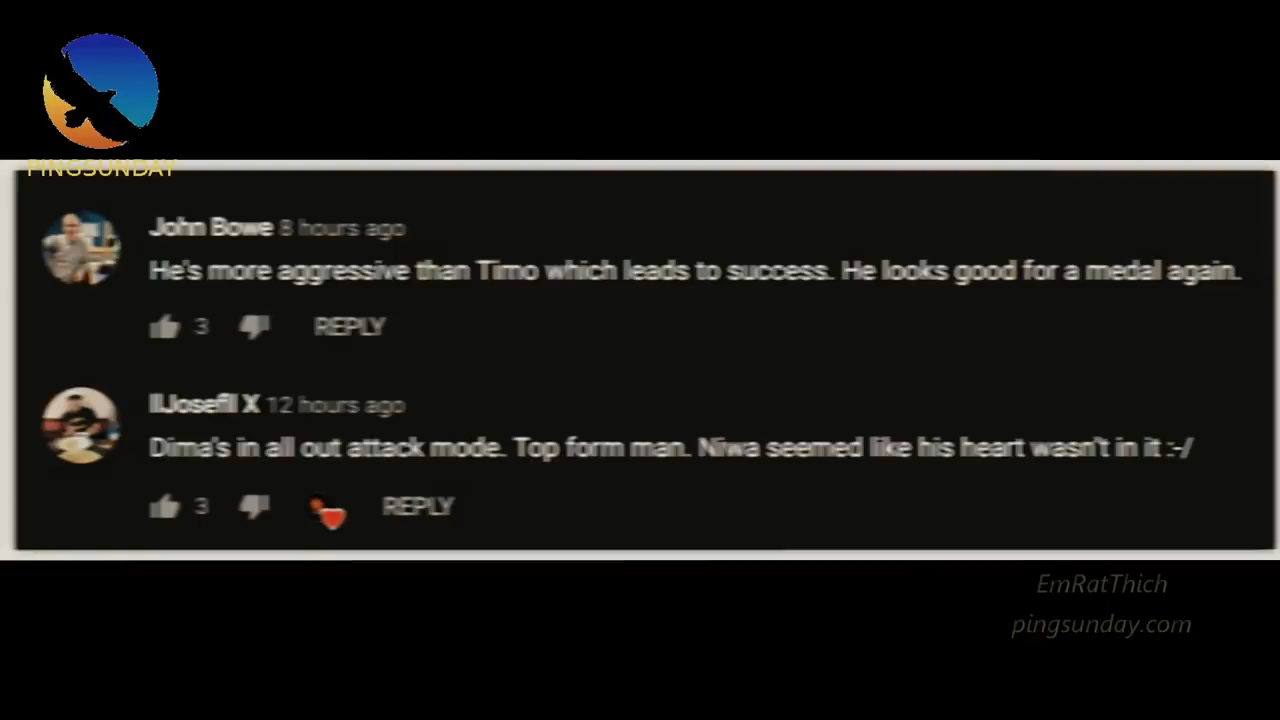 PINGSUNDAY
John Bowe 8 hours ago
He's more aggressive than Timo which leads to success. He looks good for a medal again.
3 REPLY
llJosefll X 12 hours ago
Dima's in all out attack mode. Top form man. Niwa seemed like his heart wasn't in it :-/
3 REPLY
EmRatThich
pingsunday.com